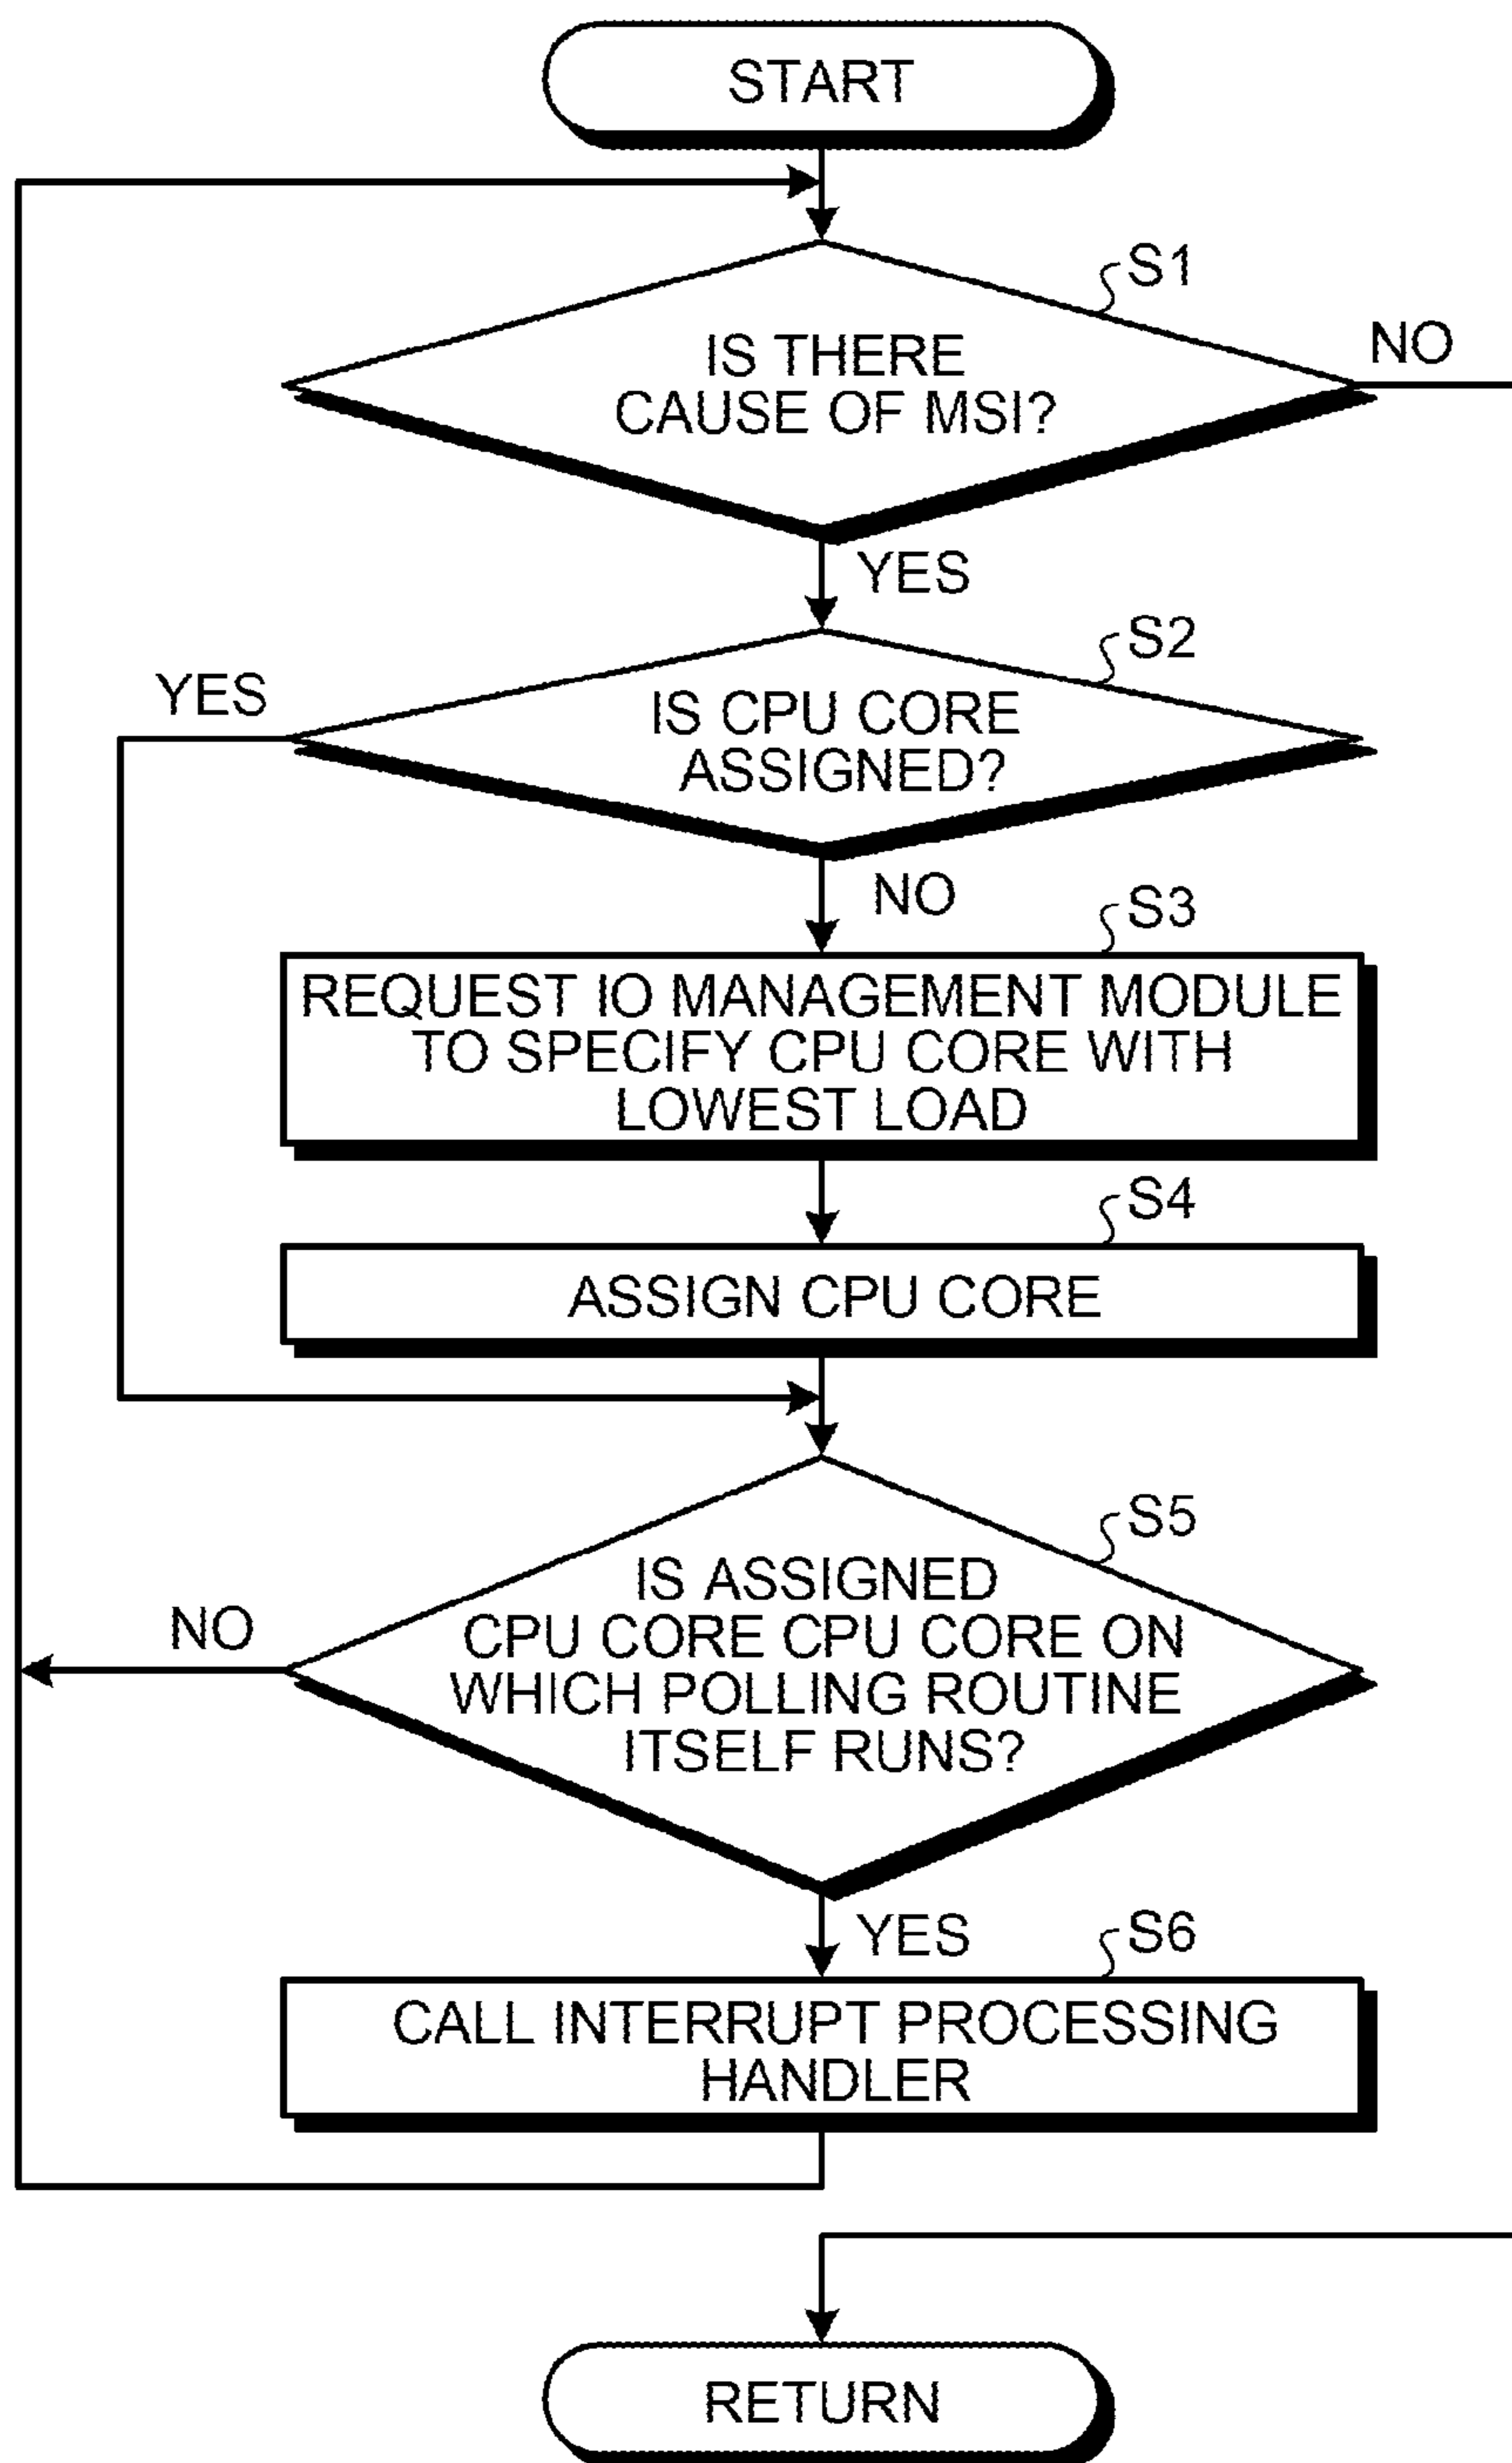 START
S1
IS THERE
CAUSE OF MSI?
NO
YES
S2
YES
IS CPU CORE
ASSIGNED?
NO
S3
REQUEST IO MANAGEMENT MODULE
TO SPECIFY CPU CORE WITH
LOWEST LOAD
S4
ASSIGN CPU CORE
S5
IS ASSIGNED
CPU CORE CPU CORE ON
WHICH POLLING ROUTINE
ITSELF RUNS?
NO
YES
S6
CALL INTERRUPT PROCESSING
HANDLER
RETURN